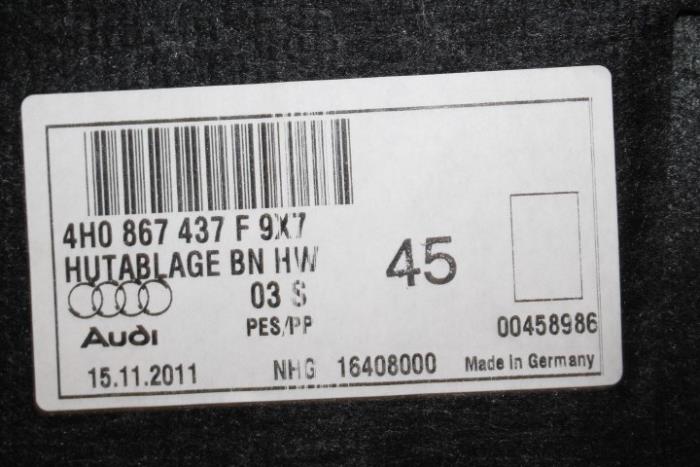 4H0 867 437 F 9X7
HUTABLAGE BN HW
45
03 S
Audi
PES/PP
00458986
15.11.2011
NHG 16408000
Made in Germany